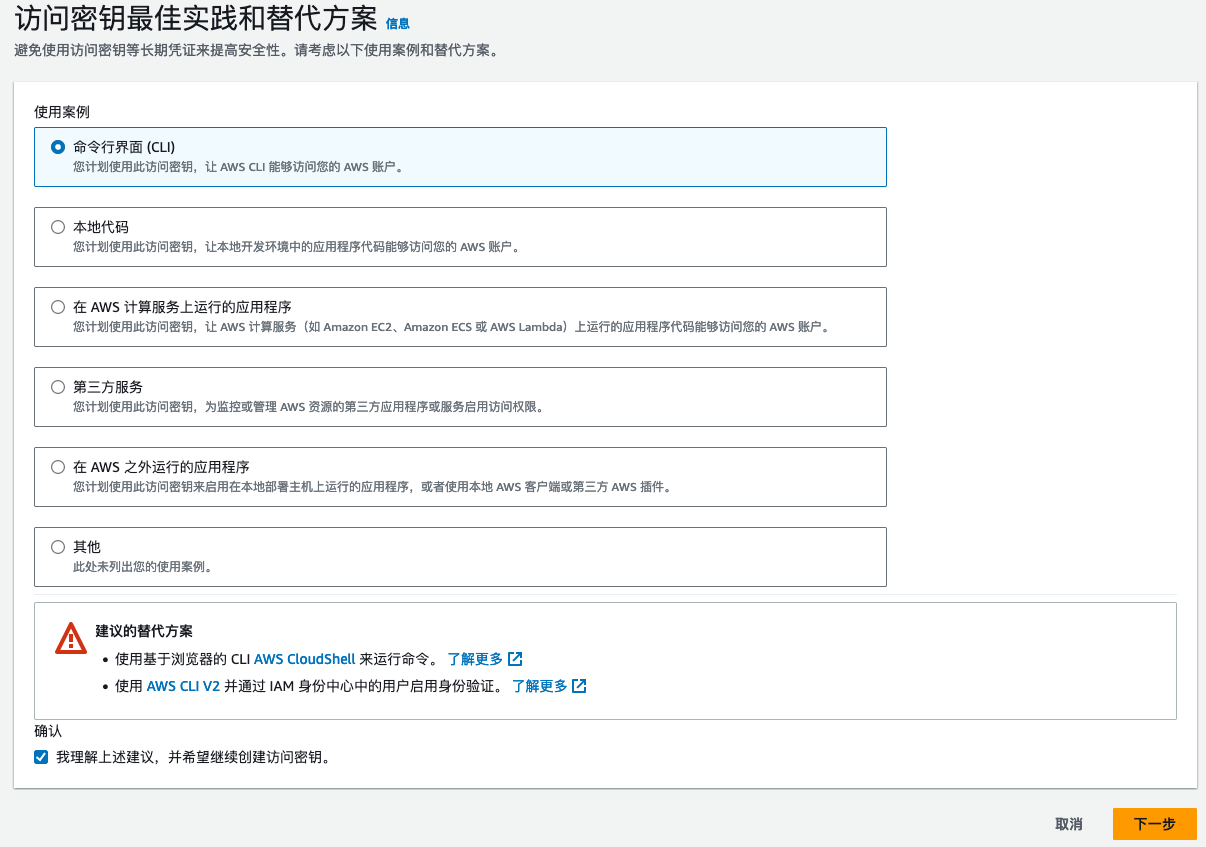 访问密钥最佳实践和替代方案 信息
避免使用访问密钥等长期凭证来提高安全性。请考虑以下使用案例和替代方案。
使用案例
命令行界面 (CLI)
您计划使用此访问密钥，让 AWS CLI 能够访问您的 AWS 账户。
本地代码
您计划使用此访问密钥，让本地开发环境中的应用程序代码能够访问您的 AWS 账户。
在 AWS 计算服务上运行的应用程序
您计划使用此访问密钥，让 AWS 计算服务（如 Amazon EC2、Amazon ECS 或 AWS Lambda）上运行的应用程序代码能够访问您的 AWS 账户。
第三方服务
您计划使用此访问密钥，为监控或管理 AWS 资源的第三方应用程序或服务启用访问权限。
在 AWS 之外运行的应用程序
您计划使用此访问密钥来启用在本地部署主机上运行的应用程序，或者使用本地 AWS 客户端或第三方 AWS 插件。
其他
此处未列出您的使用案例。
建议的替代方案
• 使用基于浏览器的 CLI AWS CloudShell 来运行命令。 了解更多
• 使用 AWS CLI V2 并通过 IAM 身份中心中的用户启用身份验证。 了解更多
确认
我理解上述建议，并希望继续创建访问密钥。
取消 下一步